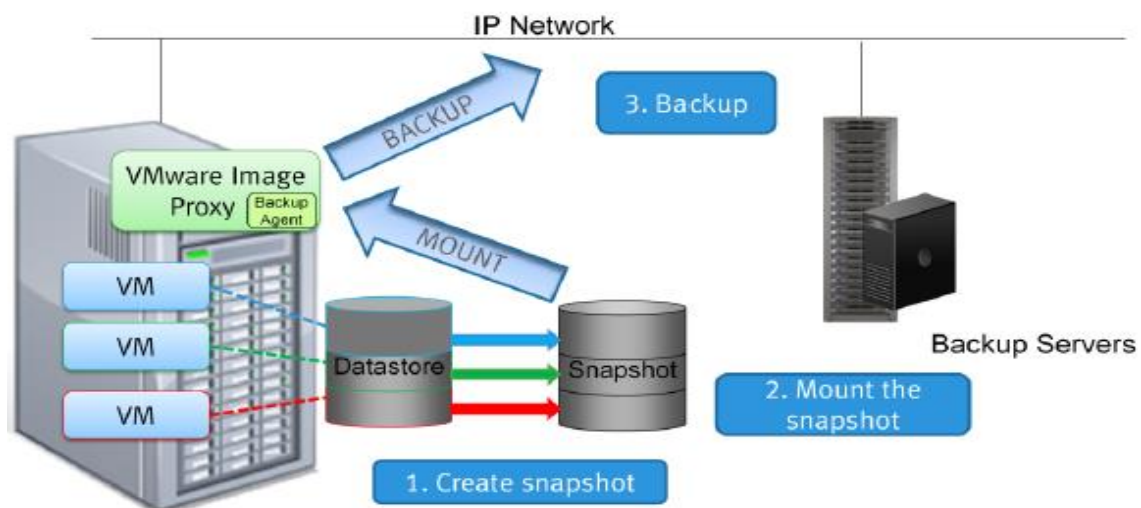 IP Network
3. Backup
BACKUP
VMware Image
Proxy
Backup
Agent
MOUNT
VM
VM
VM
Datastore
Snapshot
Backup Servers
2. Mount the
snapshot
1. Create snapshot